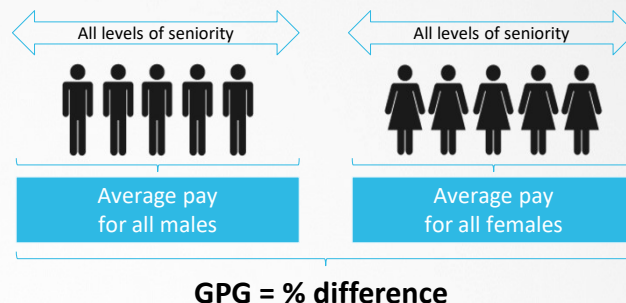 All levels of seniority
All levels of seniority
Average pay
for all males
Average pay
for all females
GPG = % difference